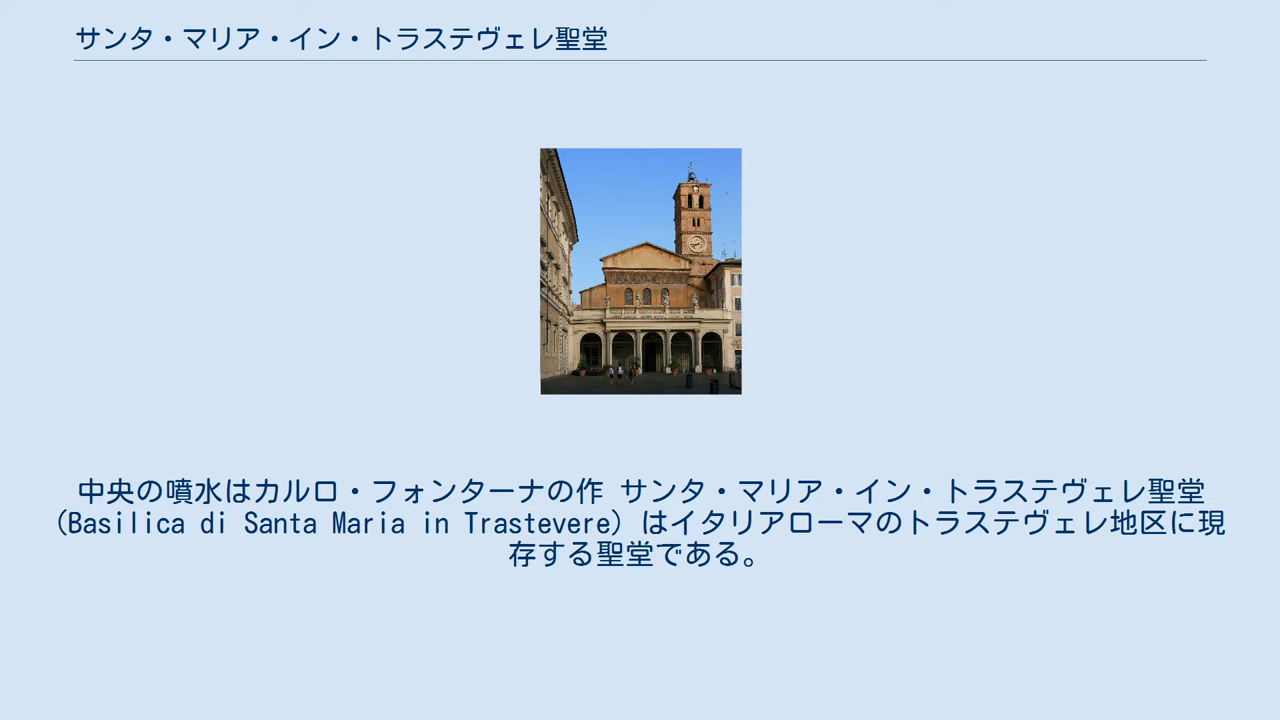 サンタ・マリア・イン・トラステヴェレ聖堂
中央の噴水はカルロ・フォンターナの作 サンタ・マリア・イン・トラステヴェレ聖堂
(Basilica di Santa Maria in Trastevere) はイタリアローマのトラステヴェレ地区に現
存する聖堂である。